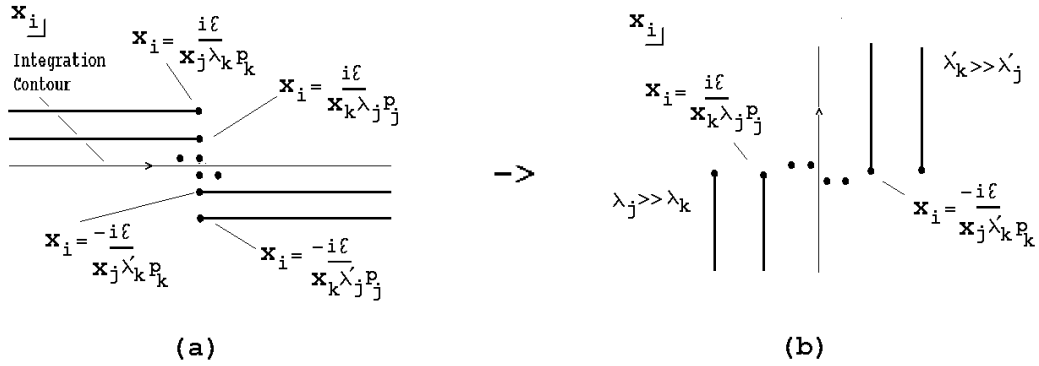 x_i
x_i = iε / x_j λ_k p_k
Integration
Contour
x_i = iε / x_k λ_j p_j
x_i = -iε / x_j λ'_k p_k
x_i = -iε / x_k λ'_j p_j
(a)
->
x_i
λ'_k >> λ'_j
x_i = iε / x_k λ_j p_j
λ_j >> λ_k
x_i = -iε / x_j λ'_k p_k
(b)